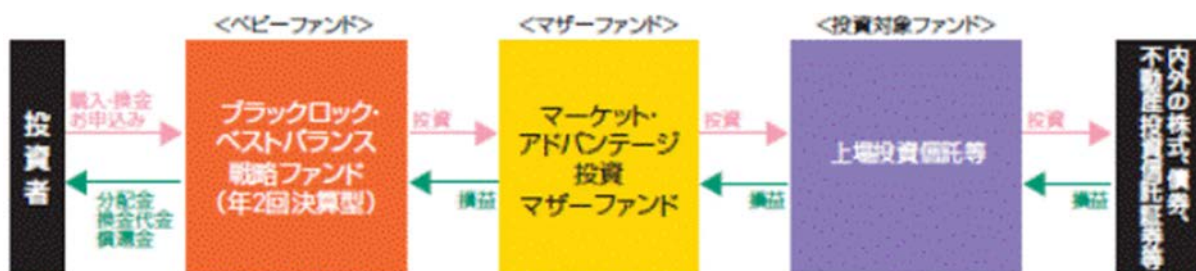 <ベビーファンド>
<マザーファンド>
<投資対象ファンド>
投資者
購入・換金
お申込み
分配金
換金代金
償還金
ブラックロック・
ベストバランス
戦略ファンド
(年2回決算型)
投資
損益
マーケット・
アドバンテージ
投資
マザーファンド
投資
損益
上場投資信託等
投資
損益
内外の株式、債券、
不動産投資信託証券等